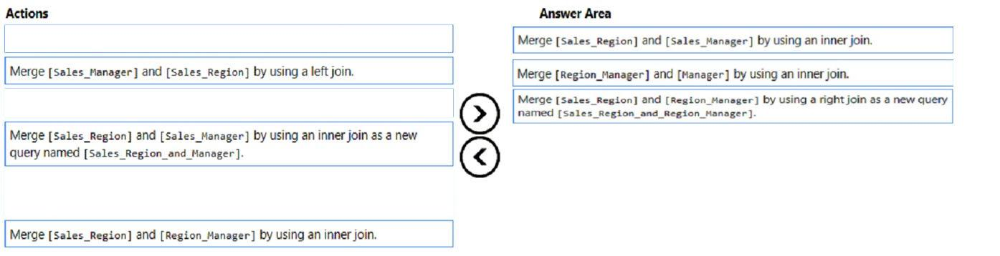 Actions
Answer Area
Merge [Sales_Manager] and [Sales_Region] by using a left join.
Merge [Sales_Region] and [Sales_Manager] by using an inner join as a new
query named [Sales_Region_and_Manager].
Merge [Sales_Region] and [Region_Manager] by using an inner join.
Merge [Sales_Region] and [Sales_Manager] by using an inner join.
Merge [Region_Manager] and [Manager] by using an inner join.
Merge [Sales_Region] and [Region_Manager] by using a right join as a new query
named [Sales_Region_and_Region_Manager].